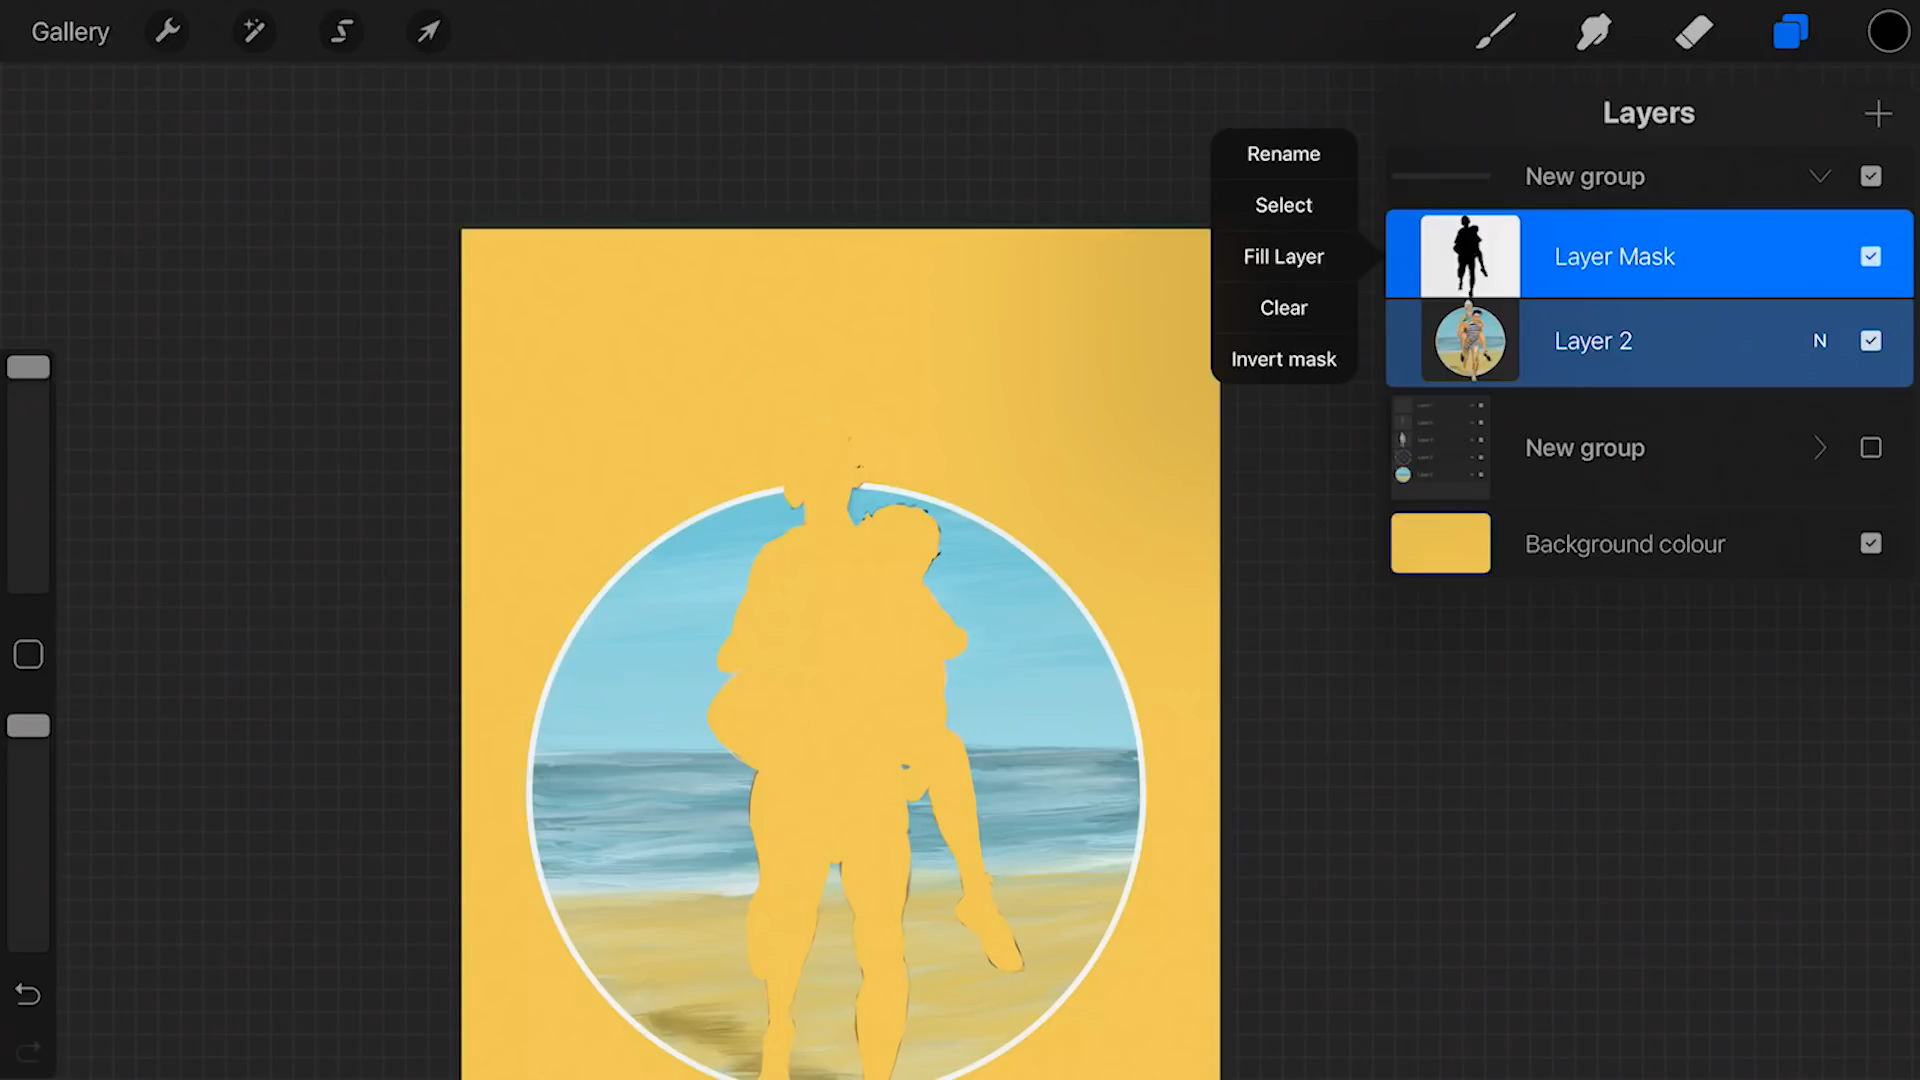 Gallery
Layers
New group
Rename
Select
Fill Layer
Clear
Invert mask
Layer Mask
Layer 2
N
New group
Background colour